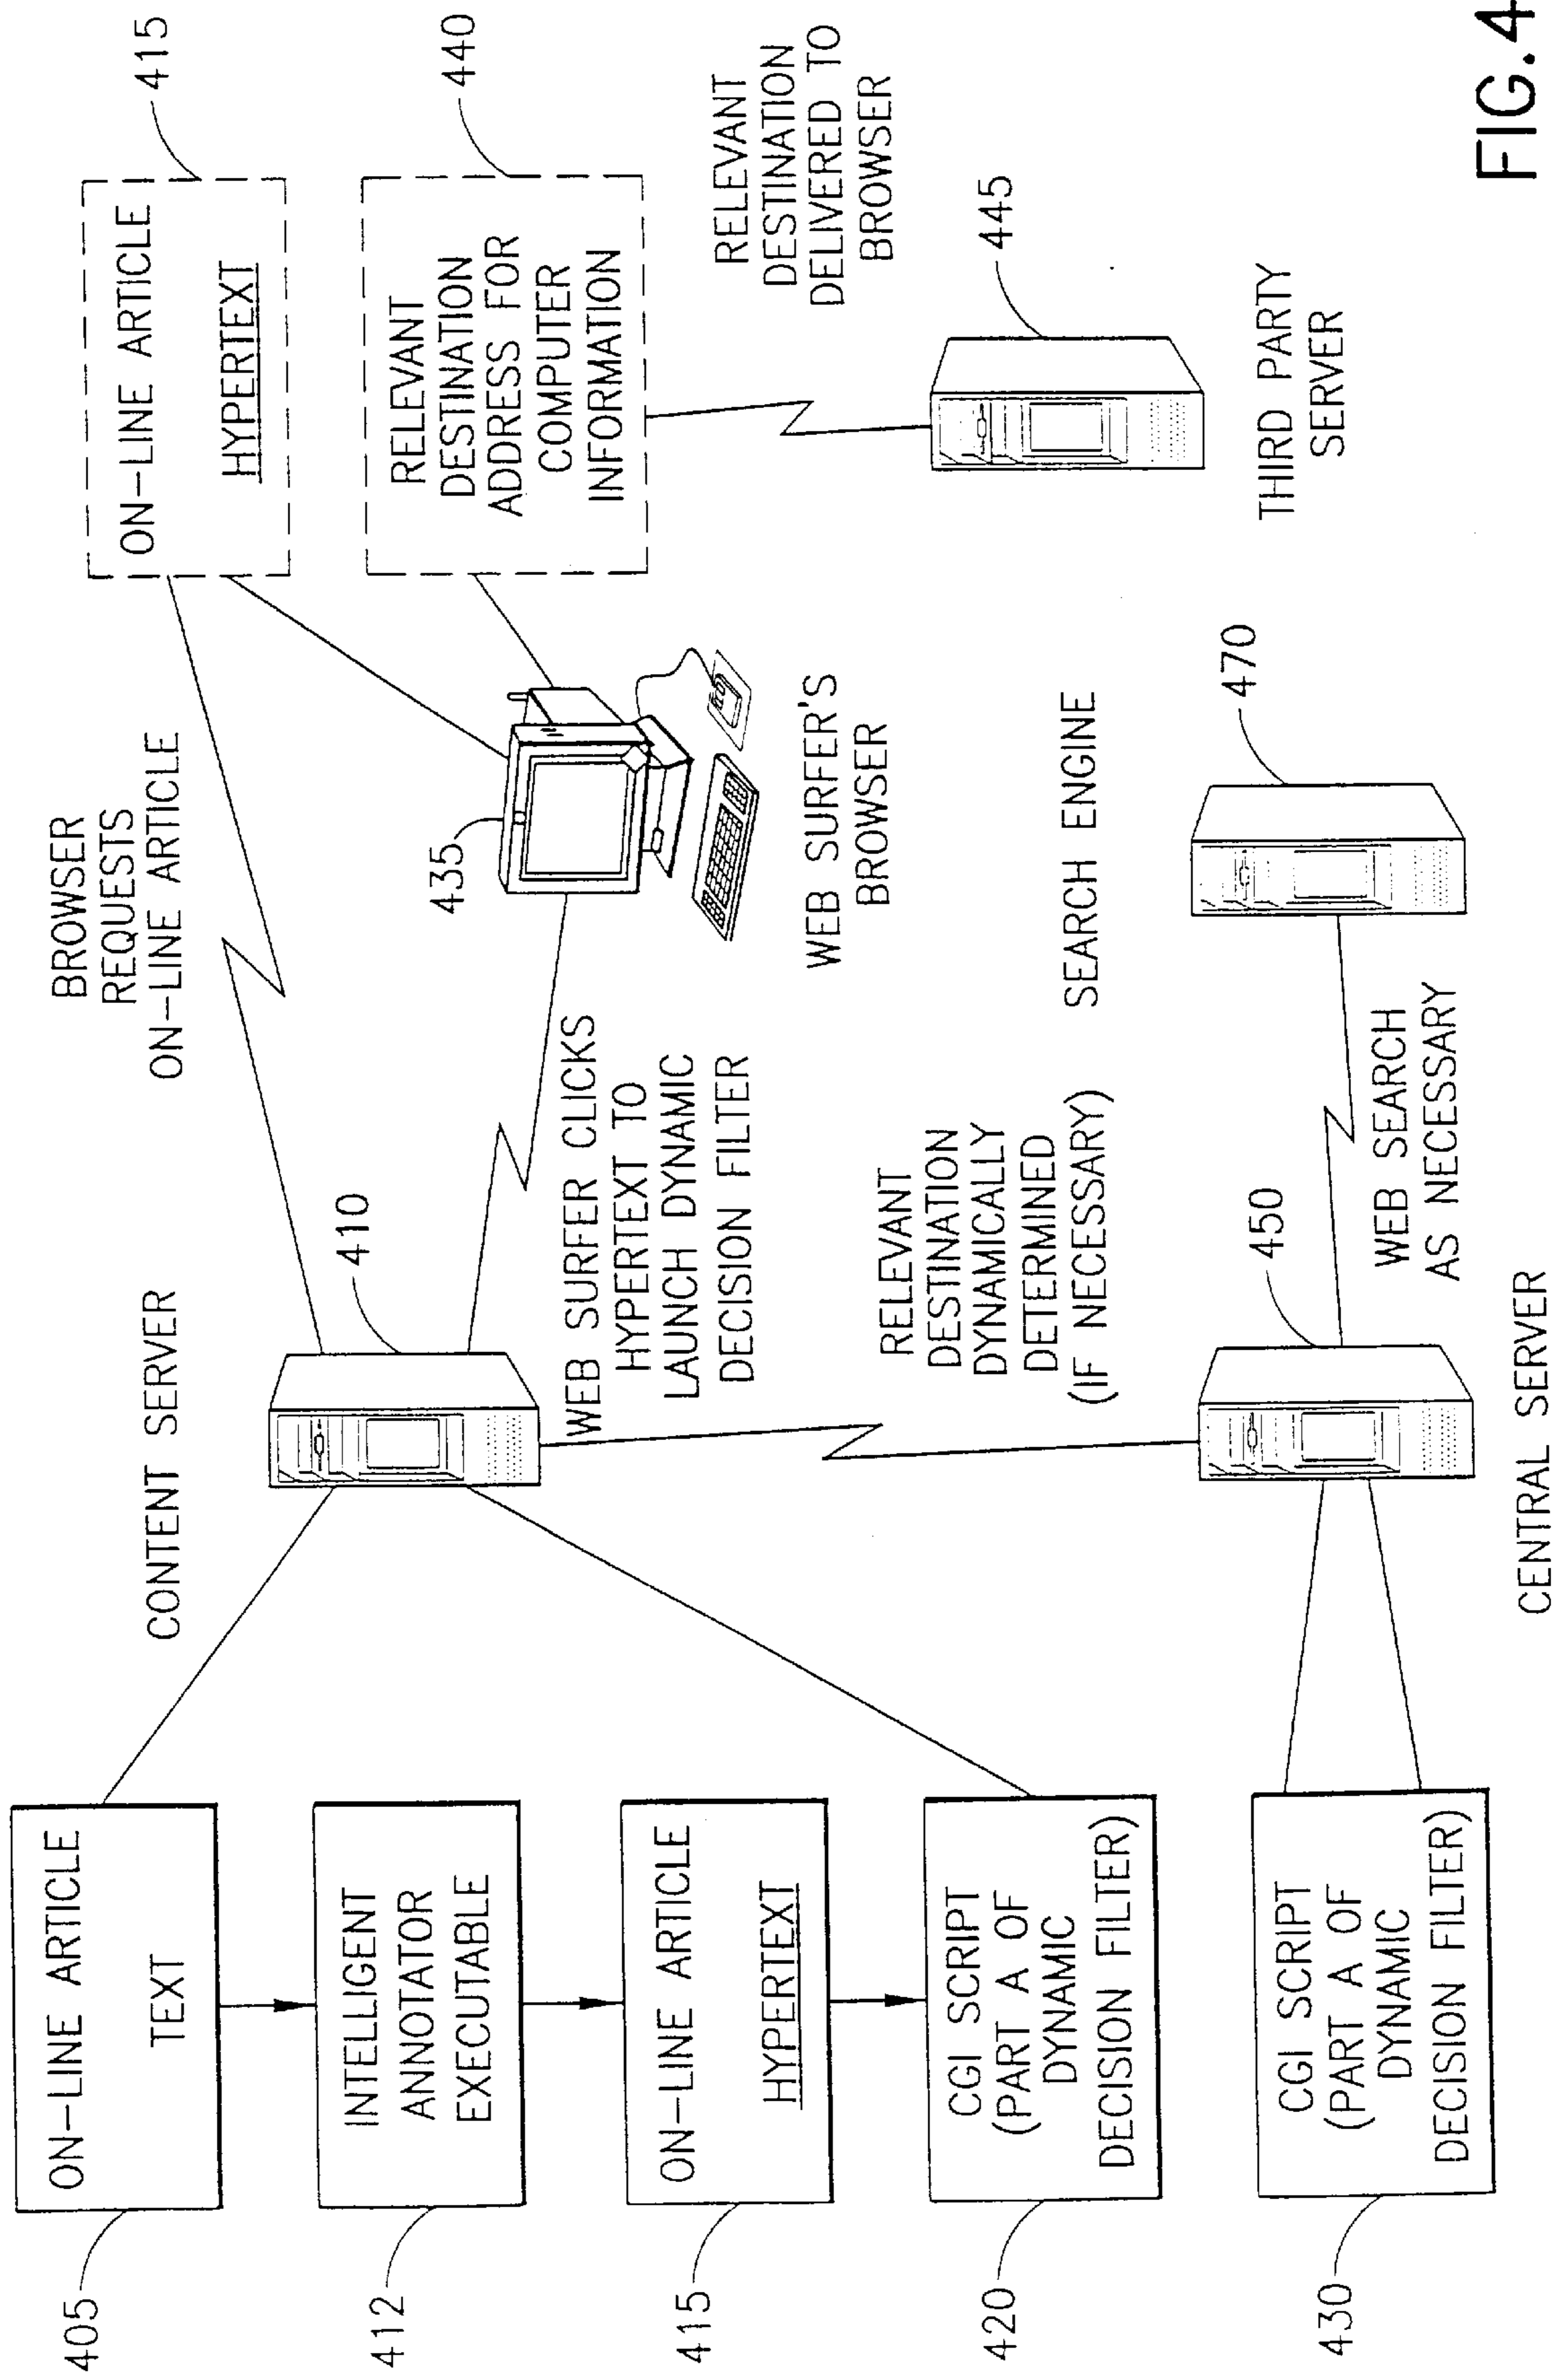 405
ON-LINE ARTICLE
TEXT
412
INTELLIGENT
ANNOTATOR
EXECUTABLE
415
ON-LINE ARTICLE
HYPERTEXT
420
CGI SCRIPT
(PART A OF
DYNAMIC
DECISION FILTER)
430
CGI SCRIPT
(PART A OF
DYNAMIC
DECISION FILTER)
CONTENT SERVER
410
BROWSER
REQUESTS
ON-LINE ARTICLE
WEB SURFER CLICKS
HYPERTEXT TO
LAUNCH DYNAMIC
DECISION FILTER
RELEVANT
DESTINATION
DYNAMICALLY
DETERMINED
(IF NECESSARY)
450
CENTRAL SERVER
WEB SEARCH
AS NECESSARY
SEARCH ENGINE
470
435
WEB SURFER'S
BROWSER
ON-LINE ARTICLE
HYPERTEXT
415
RELEVANT
DESTINATION
ADDRESS FOR
COMPUTER
INFORMATION
440
RELEVANT
DESTINATION
DELIVERED TO
BROWSER
445
THIRD PARTY
SERVER
FIG.4